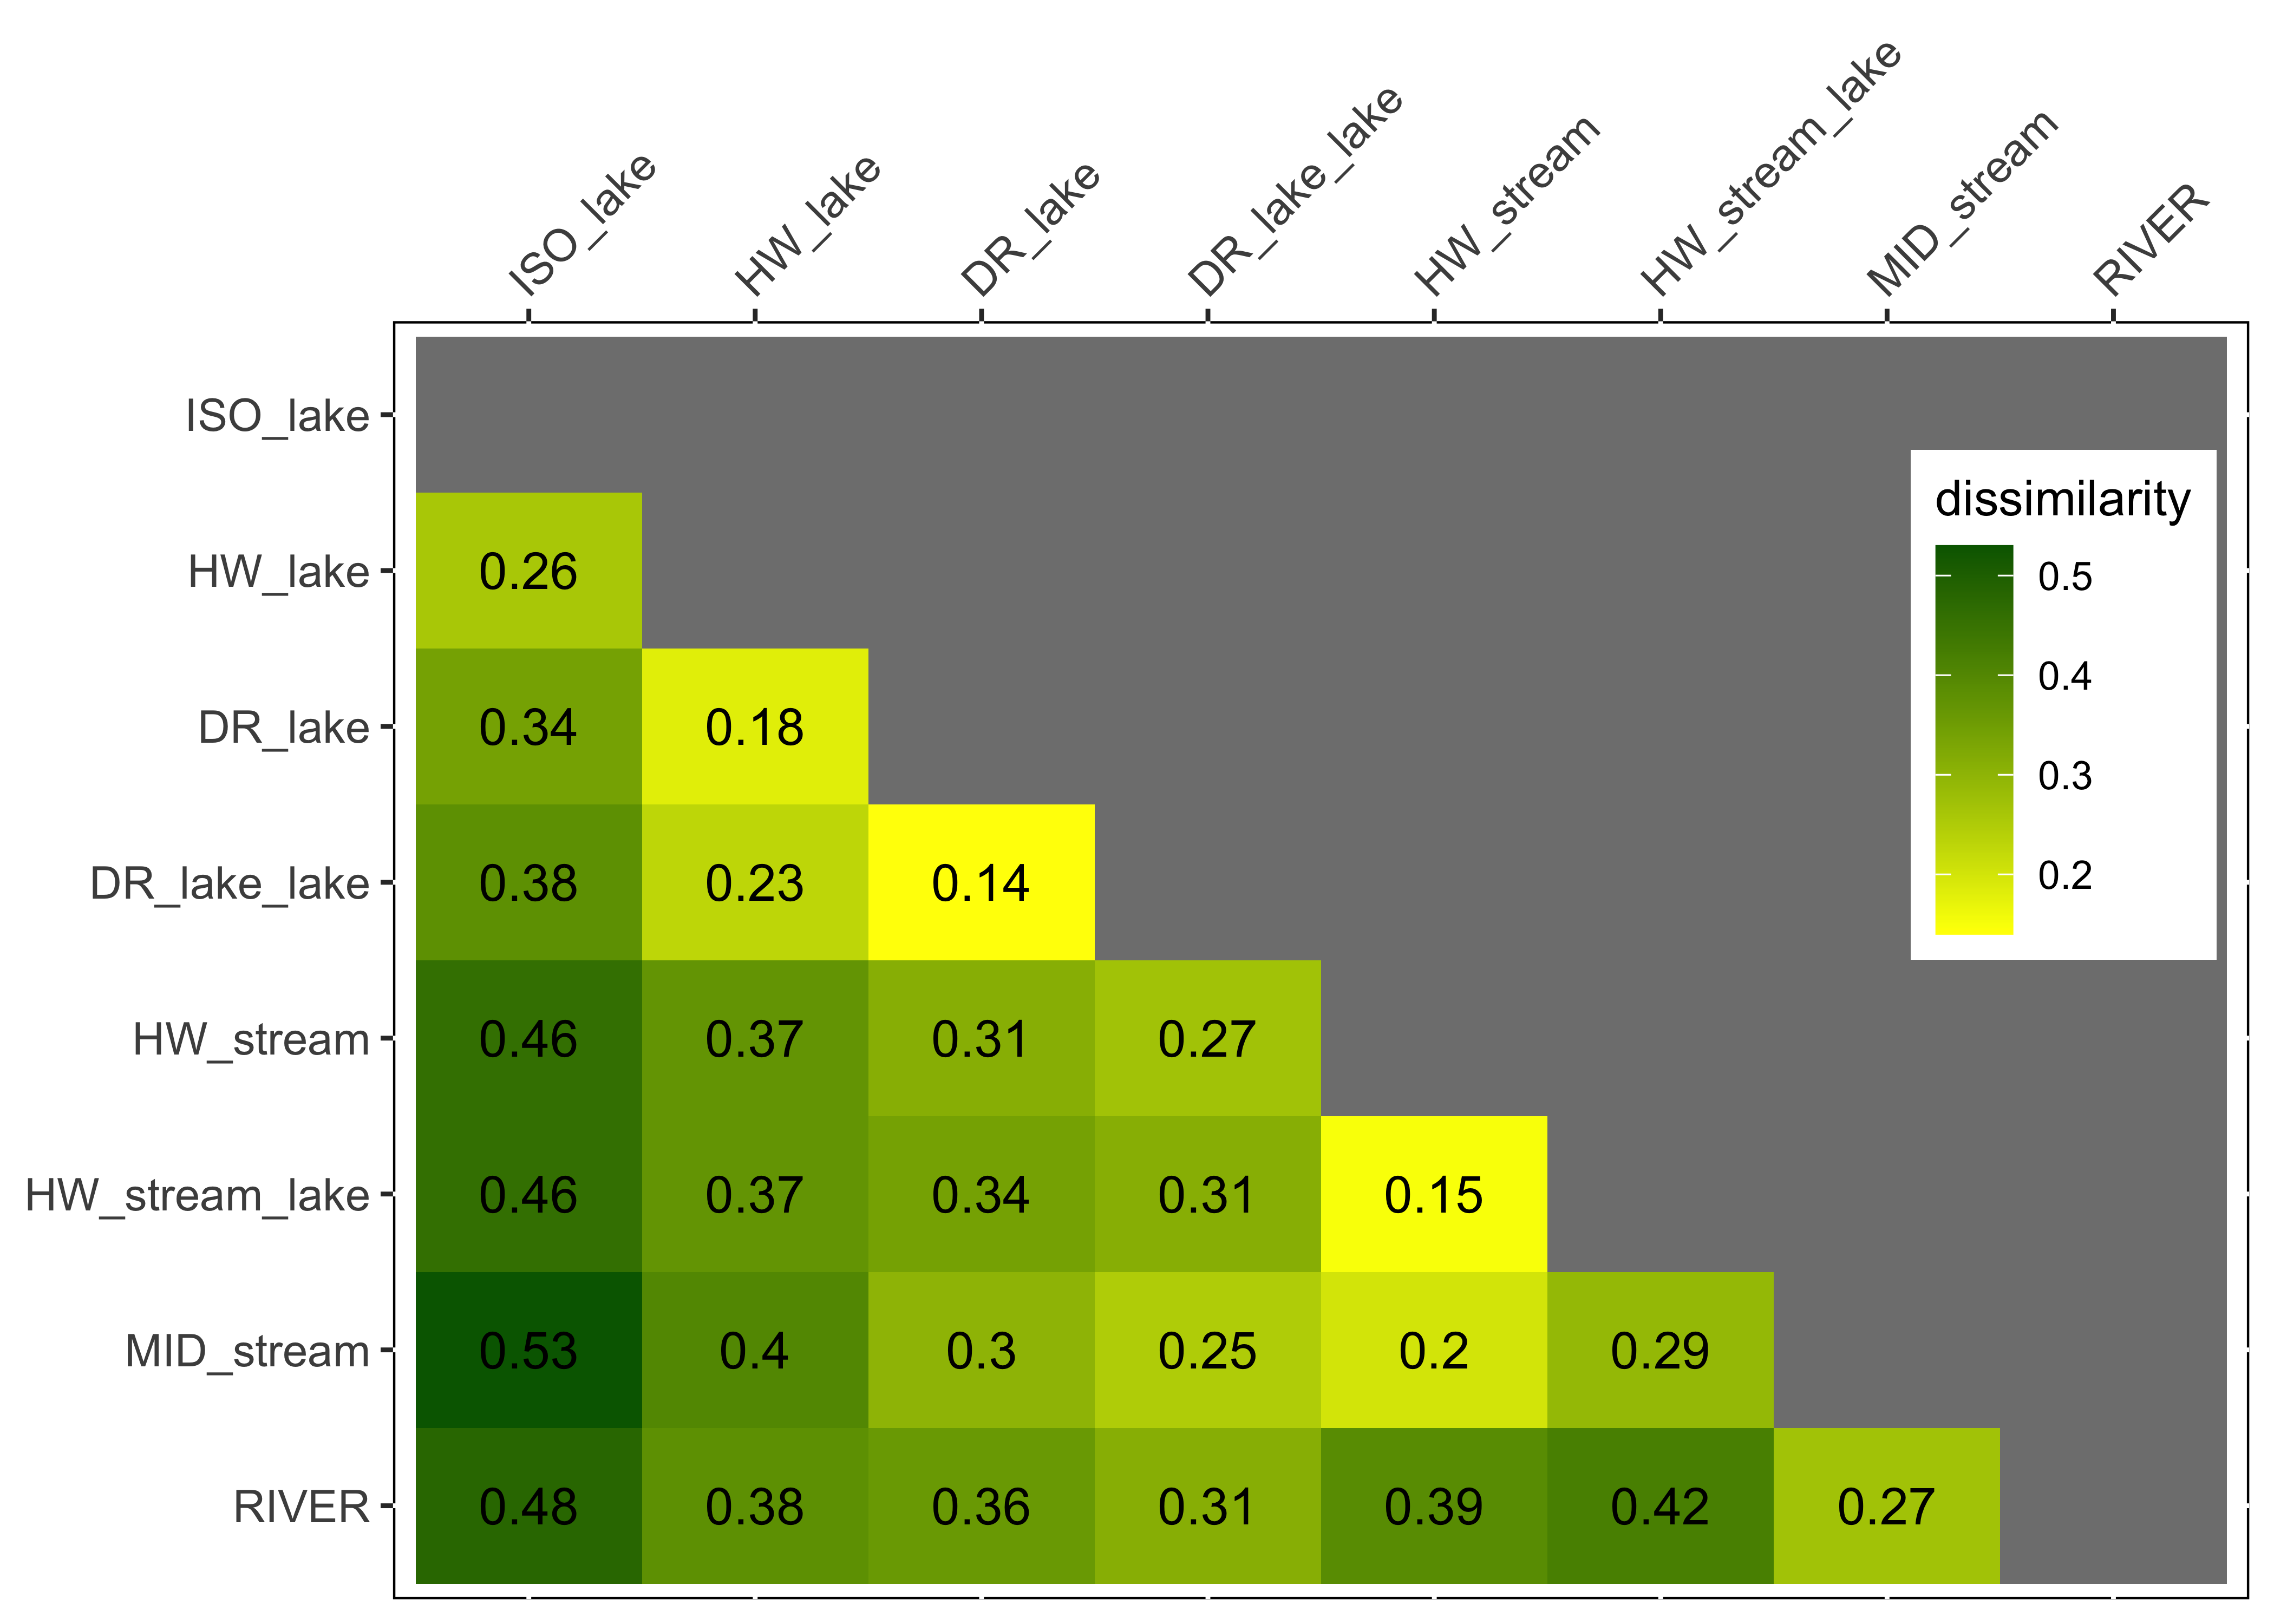 ISO_lake
HW_lake
DR_lake
DR_lake_lake
HW_stream
HW_stream_lake
MID_stream
RIVER
ISO_lake
dissimilarity
0.5
0.4
0.3
0.2
HW_lake 0.26
DR_lake 0.34 0.18
DR_lake_lake 0.38 0.23 0.14
HW_stream 0.46 0.37 0.31 0.27
HW_stream_lake 0.46 0.37 0.34 0.31 0.15
MID_stream 0.53 0.4 0.3 0.25 0.2 0.29
RIVER 0.48 0.38 0.36 0.31 0.39 0.42 0.27